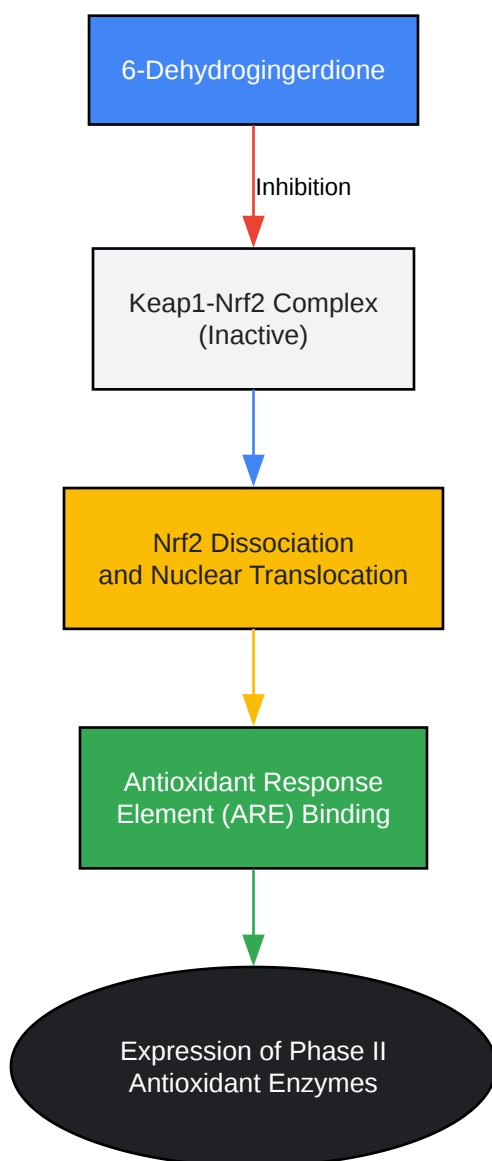 6-Dehydrogingerdione
Inhibition
Keap1-Nrf2 Complex
(Inactive)
Nrf2 Dissociation
and Nuclear Translocation
Antioxidant Response
Element (ARE) Binding
Expression of Phase II
Antioxidant Enzymes